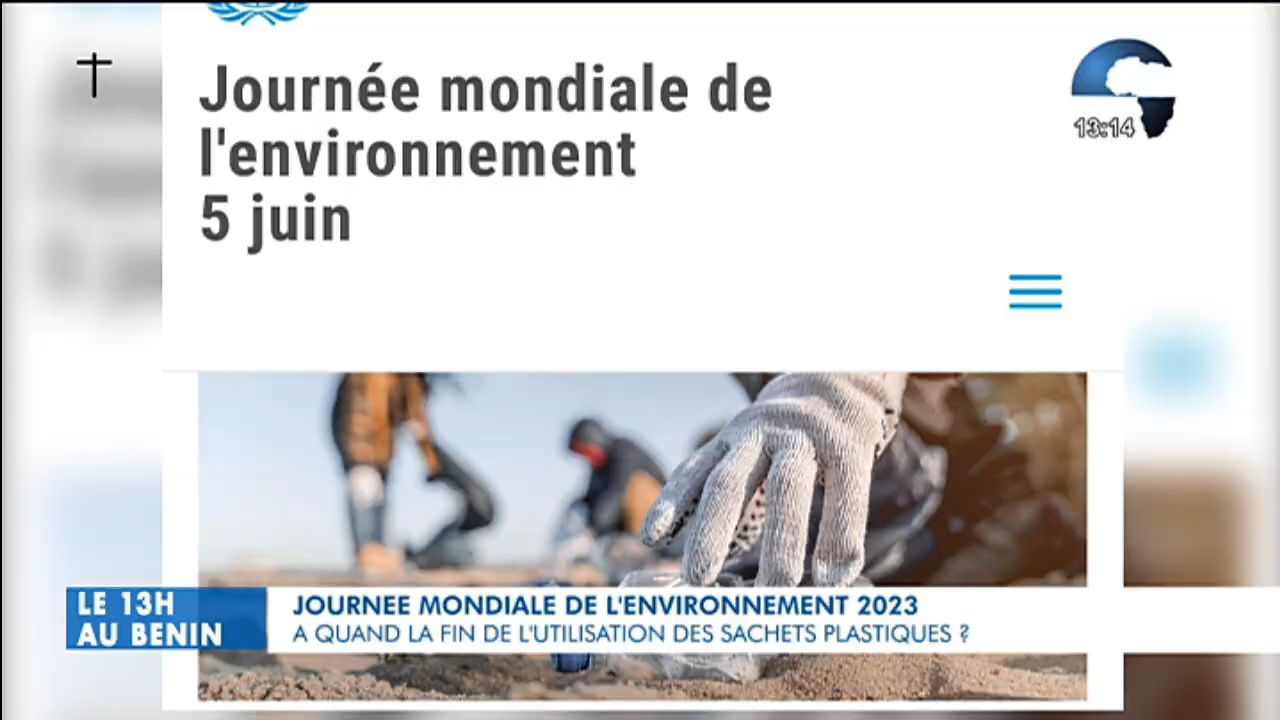 Journée mondiale de
l'environnement
5 juin
13:14
LE 13H
AU BENIN
JOURNEE MONDIALE DE L'ENVIRONNEMENT 2023
A QUAND LA FIN DE L'UTILISATION DES SACHETS PLASTIQUES ?